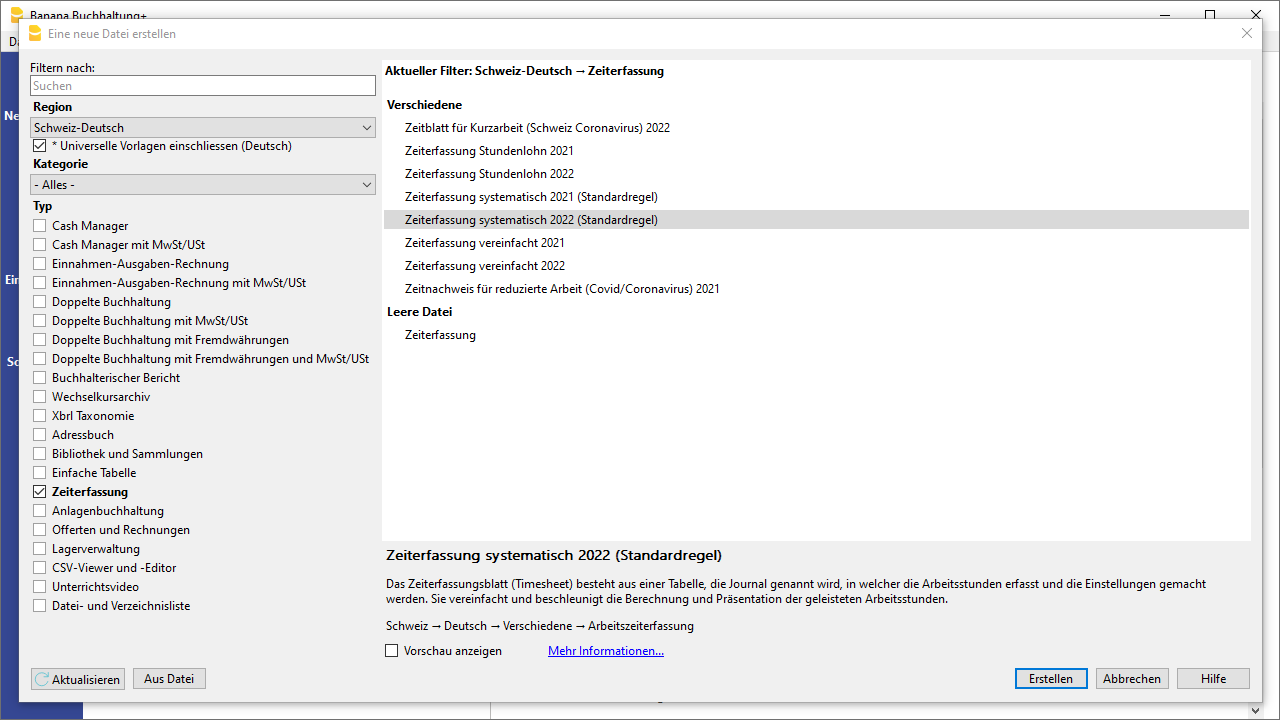 Banana Buchhaltung+
Eine neue Datei erstellen
Filtern nach:
Suchen
Region
Schweiz-Deutsch
* Universelle Vorlagen einschliessen (Deutsch)
Kategorie
- Alles -
Typ
Cash Manager
Cash Manager mit MwSt/USt
Einnahmen-Ausgaben-Rechnung
Einnahmen-Ausgaben-Rechnung mit MwSt/USt
Doppelte Buchhaltung
Doppelte Buchhaltung mit MwSt/USt
Doppelte Buchhaltung mit Fremdwährungen
Doppelte Buchhaltung mit Fremdwährungen und MwSt/USt
Buchhalterischer Bericht
Wechselkursarchiv
Xbrl Taxonomie
Adressbuch
Bibliothek und Sammlungen
Einfache Tabelle
Zeiterfassung
Anlagenbuchhaltung
Offerten und Rechnungen
Lagerverwaltung
CSV-Viewer und -Editor
Unterrichtsvideo
Datei- und Verzeichnisliste
Aktualisieren
Aus Datei
Aktueller Filter: Schweiz-Deutsch → Zeiterfassung
Verschiedene
Zeitblatt für Kurzarbeit (Schweiz Coronavirus) 2022
Zeiterfassung Stundenlohn 2021
Zeiterfassung Stundenlohn 2022
Zeiterfassung systematisch 2021 (Standardregel)
Zeiterfassung systematisch 2022 (Standardregel)
Zeiterfassung vereinfacht 2021
Zeiterfassung vereinfacht 2022
Zeitnachweis für reduzierte Arbeit (Covid/Coronavirus) 2021
Leere Datei
Zeiterfassung
Zeiterfassung systematisch 2022 (Standardregel)
Das Zeiterfassungsblatt (Timesheet) besteht aus einer Tabelle, die Journal genannt wird, in welcher die Arbeitsstunden erfasst und die Einstellungen gemacht
werden. Sie vereinfacht und beschleunigt die Berechnung und Präsentation der geleisteten Arbeitsstunden.
Schweiz → Deutsch → Verschiedene → Arbeitszeiterfassung
Vorschau anzeigen
Mehr Informationen...
Erstellen
Abbrechen
Hilfe